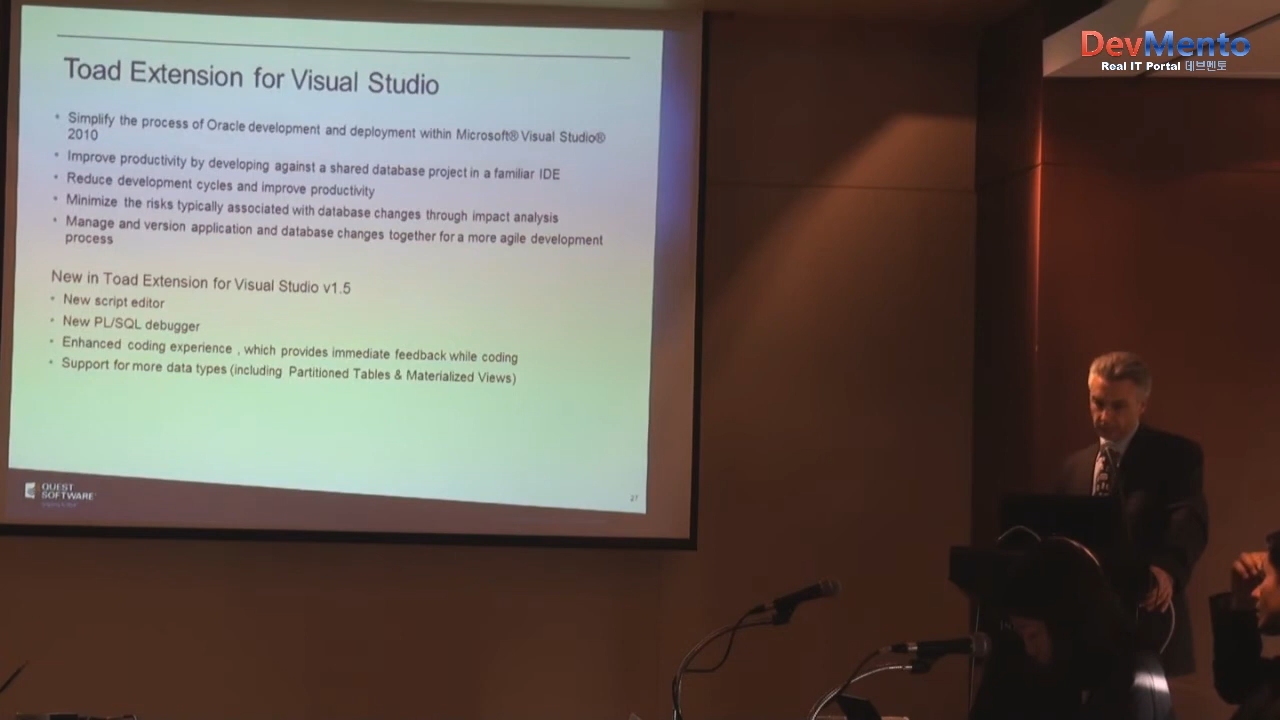 DevMento
Real IT Portal 데브멘토
Toad Extension for Visual Studio
• Simplify the process of Oracle development and deployment within Microsoft® Visual Studio®
2010
• Improve productivity by developing against a shared database project in a familiar IDE
• Reduce development cycles and improve productivity
• Minimize the risks typically associated with database changes through impact analysis
• Manage and version application and database changes together for a more agile development
process
New in Toad Extension for Visual Studio v1.5
• New script editor
• New PL/SQL debugger
• Enhanced coding experience , which provides immediate feedback while coding
• Support for more data types (including Partitioned Tables & Materialized Views)
QUEST
SOFTWARE
27